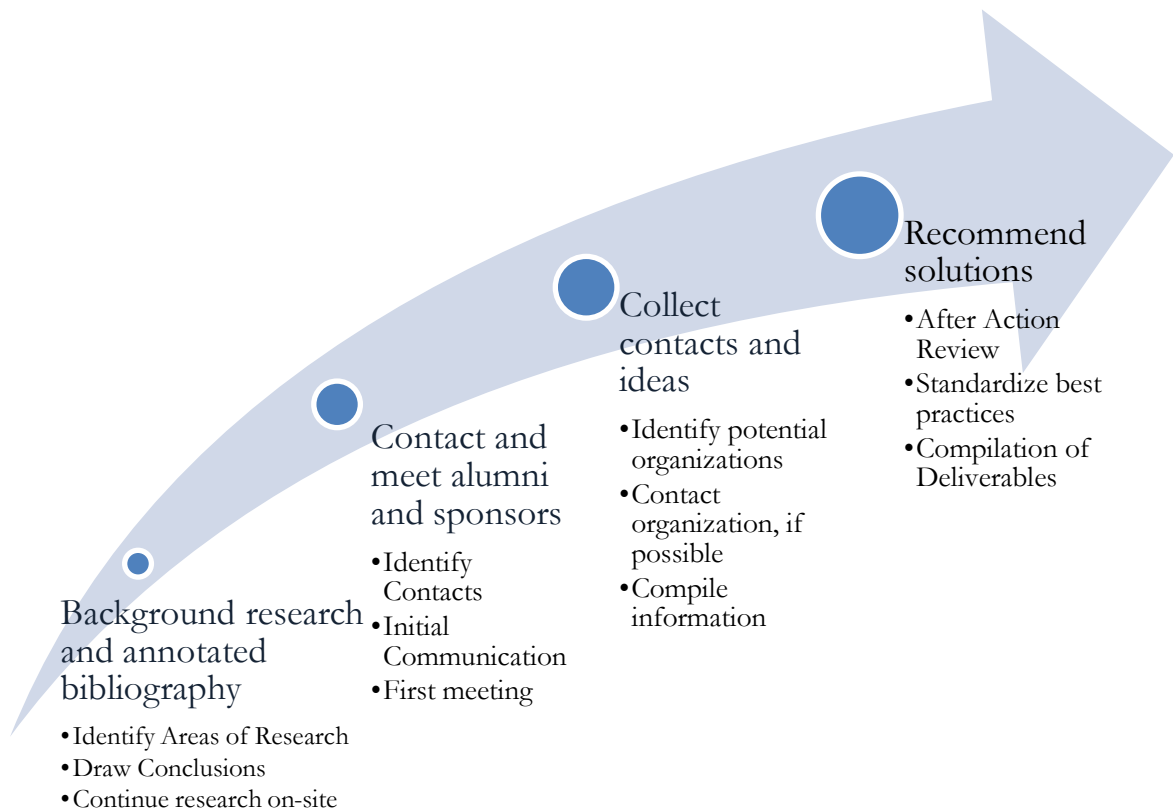 Background research
and annotated
bibliography
•Identify Areas of Research
•Draw Conclusions
•Continue research on-site
Contact and
meet alumni
and sponsors
•Identify
Contacts
•Initial
Communication
•First meeting
Collect
contacts and
ideas
•Identify potential
organizations
•Contact
organization, if
possible
•Compile
information
Recommend
solutions
•After Action
Review
•Standardize best
practices
•Compilation of
Deliverables